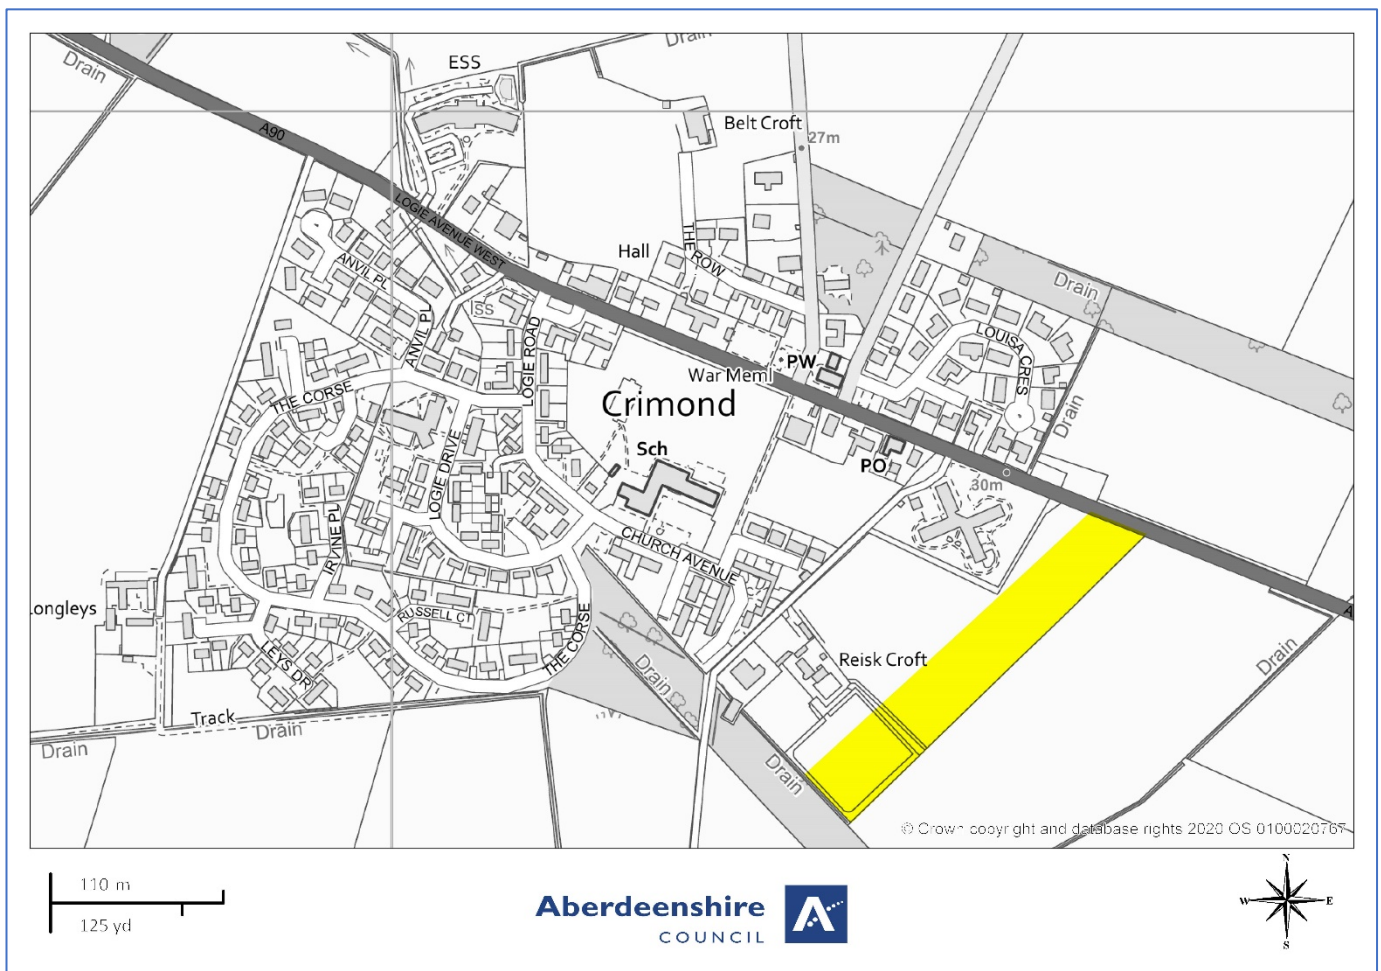 Drain
ESS
Drain
A90
Belt Croft
27m
LOGIE AVENUE WEST
Hall
THE ROW
ANVIL PL
Drain
ANVIL PL
LOGIE ROAD
LOUISA CRES
PW
War Meml
THE CORSE
Crimond
Drain
Sch
PO
30m
LOGIE DRIVE
IRVINE PL
CHURCH AVENUE
Longleys
RUSSELL CT
THE CORSE
Reisk Croft
Drain
Drain
LEYS DR
Track
Drain
Drain
Drain
© Crown copyright and database rights 2020 OS 0100020767
110 m
125 yd
Aberdeenshire
COUNCIL
N
W E
S